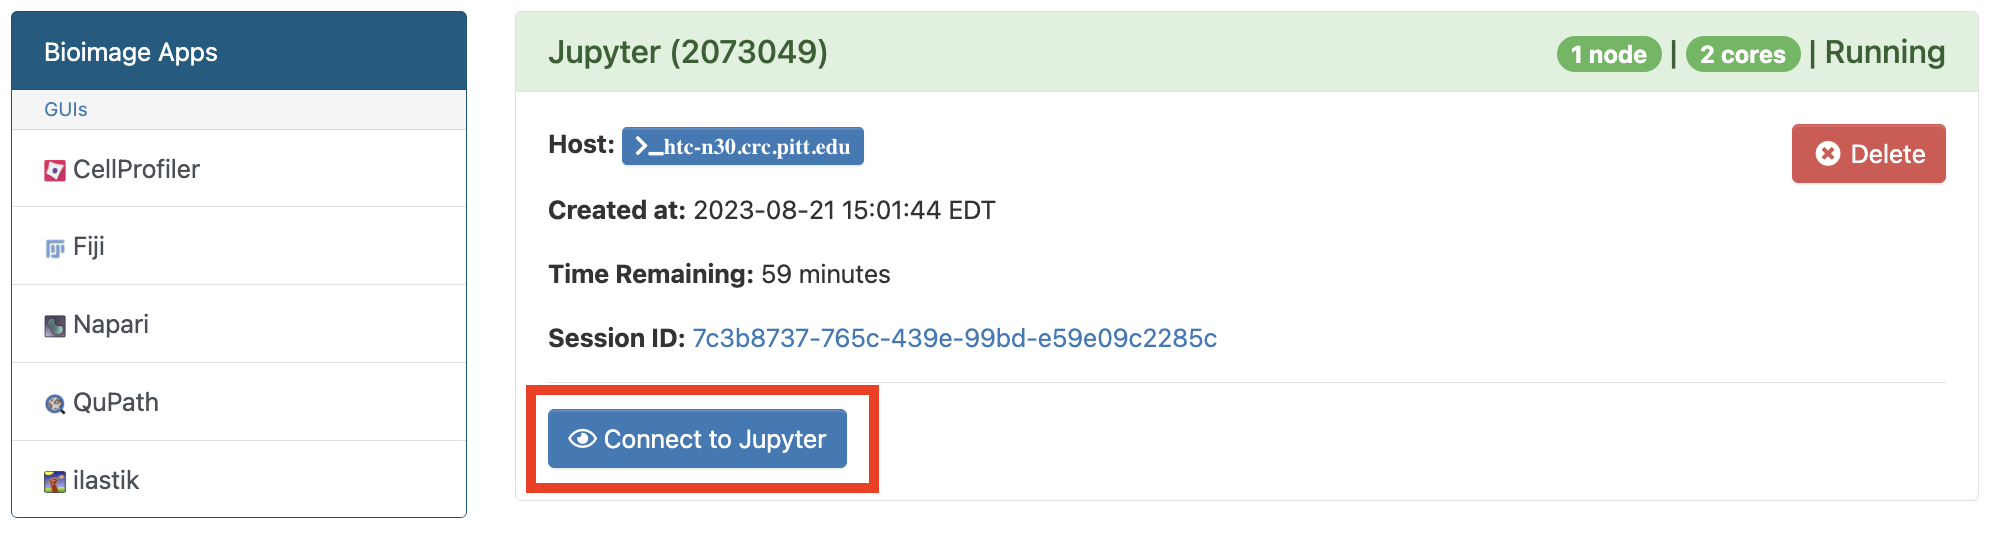 Bioimage Apps
GUIs
CellProfiler
Fiji
Napari
QuPath
ilastik
Jupyter (2073049)
1 node | 2 cores | Running
Host: >_htc-n30.crc.pitt.edu
Delete
Created at: 2023-08-21 15:01:44 EDT
Time Remaining: 59 minutes
Session ID: 7c3b8737-765c-439e-99bd-e59e09c2285c
Connect to Jupyter